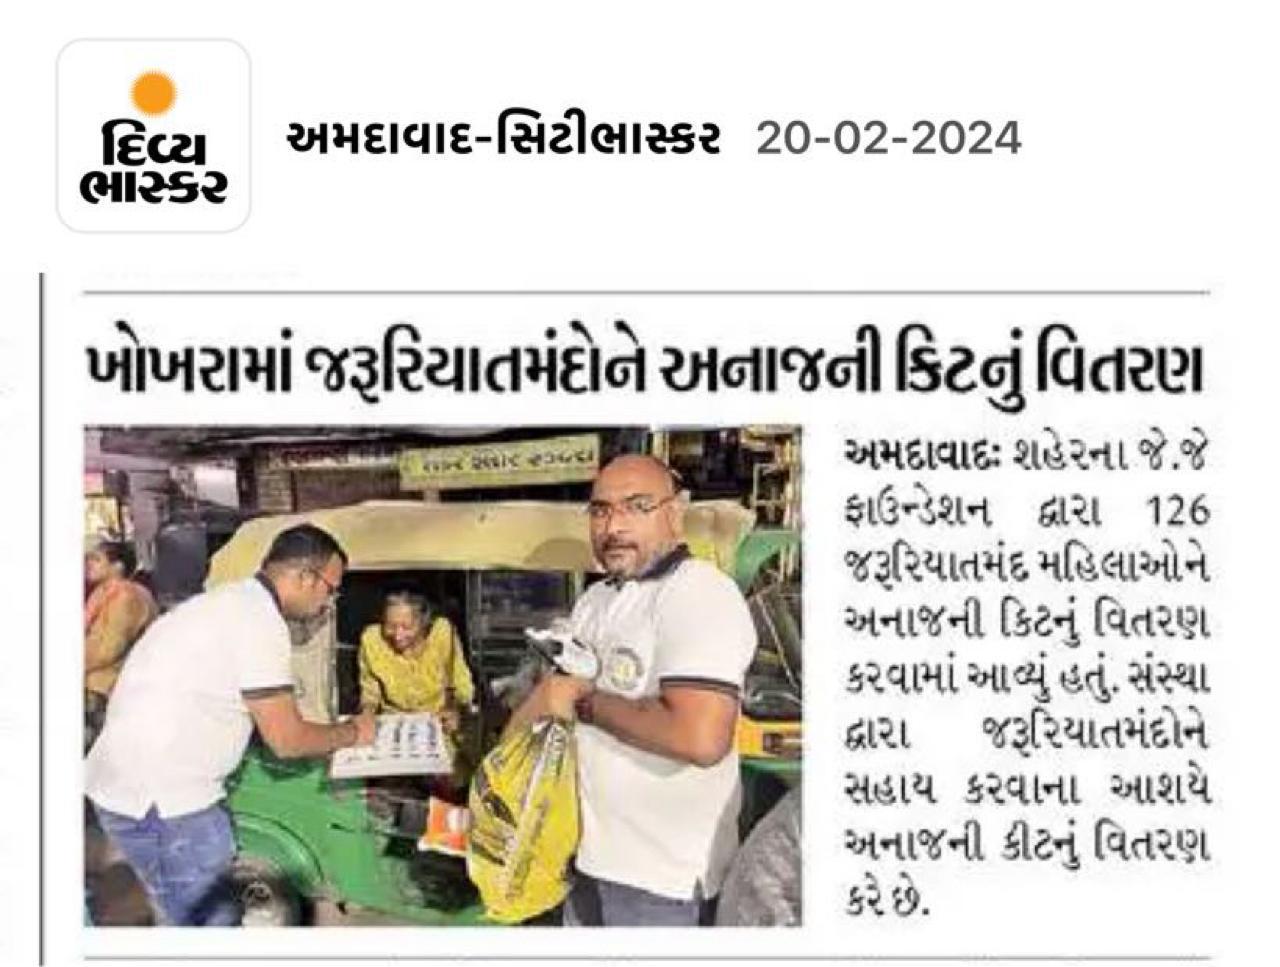 દિવ્ય
ભાસ્કર
અમદાવાદ-સિટીભાસ્કર 20-02-2024
ખોખરામાં જરૂરિયાતમંદોને અનાજની કિટનું વિતરણ
અમદાવાદઃ શહેરના જે.જે
ફાઉન્ડેશન દ્વારા 126
જરૂરિયાતમંદ મહિલાઓને
અનાજની કિટનું વિતરણ
કરવામાં આવ્યું હતું. સંસ્થા
દ્વારા જરૂરિયાતમંદોને
સહાય કરવાના આશયે
અનાજની કીટનું વિતરણ
કરે છે.